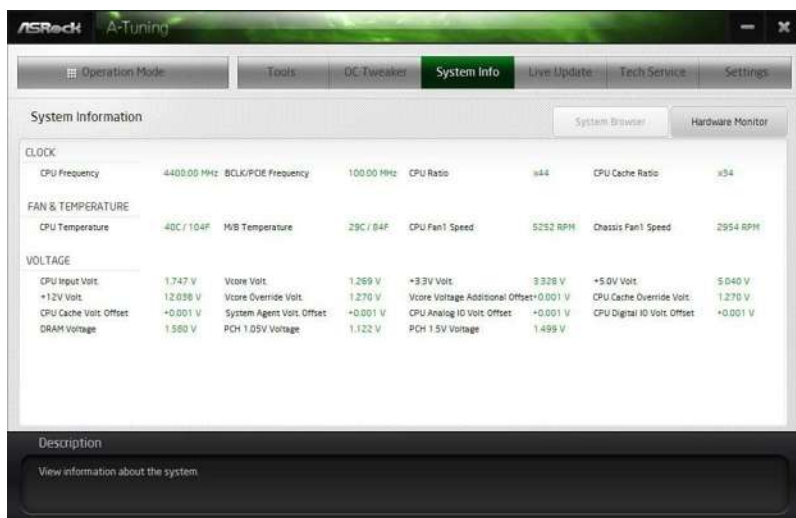 ASRock A-Tuning
Operation Mode Tools OC Tweaker System Info Live Update Tech Service Settings
System Information System Browser Hardware Monitor
CLOCK
CPU Frequency 4400.00 MHz BCLK/PCIE Frequency 100.00 MHz CPU Ratio x44 CPU Cache Ratio x34
FAN & TEMPERATURE
CPU Temperature 40C / 104F M/B Temperature 29C / 84F CPU Fan1 Speed 5252 RPM Chassis Fan1 Speed 2954 RPM
VOLTAGE
CPU Input Volt. 1.747 V Vcore Volt. 1.269 V +3.3V Volt. 3.328 V +5.0V Volt. 5.040 V
+12V Volt. 12.038 V Vcore Override Volt. 1.270 V Vcore Voltage Additional Offset +0.001 V CPU Cache Override Volt. 1.270 V
CPU Cache Volt. Offset +0.001 V System Agent Volt. Offset +0.001 V CPU Analog IO Volt. Offset +0.001 V CPU Digital IO Volt. Offset +0.001 V
DRAM Voltage 1.580 V PCH 1.05V Voltage 1.122 V PCH 1.5V Voltage 1.499 V
Description
View information about the system